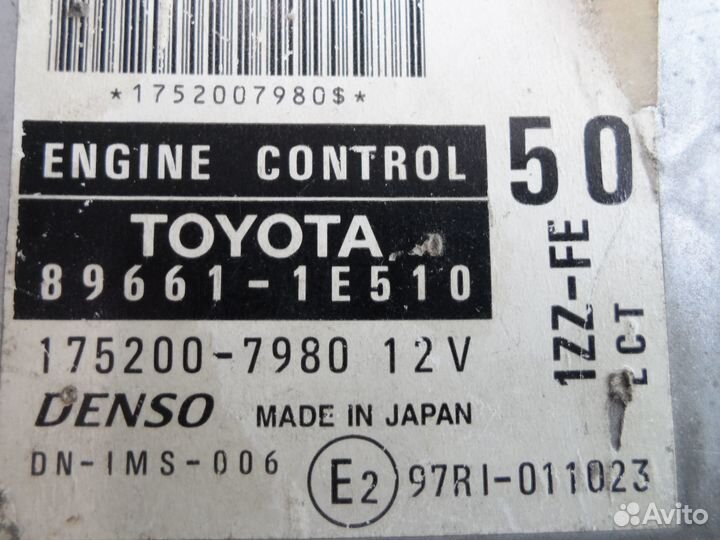 *1752007980$*
ENGINE CONTROL
50
TOYOTA
89661-1E510
1ZZ-FE
ECT
175200-7980 12V
DENSO MADE IN JAPAN
DN-IMS-006 E2 97RI-011023
Avito